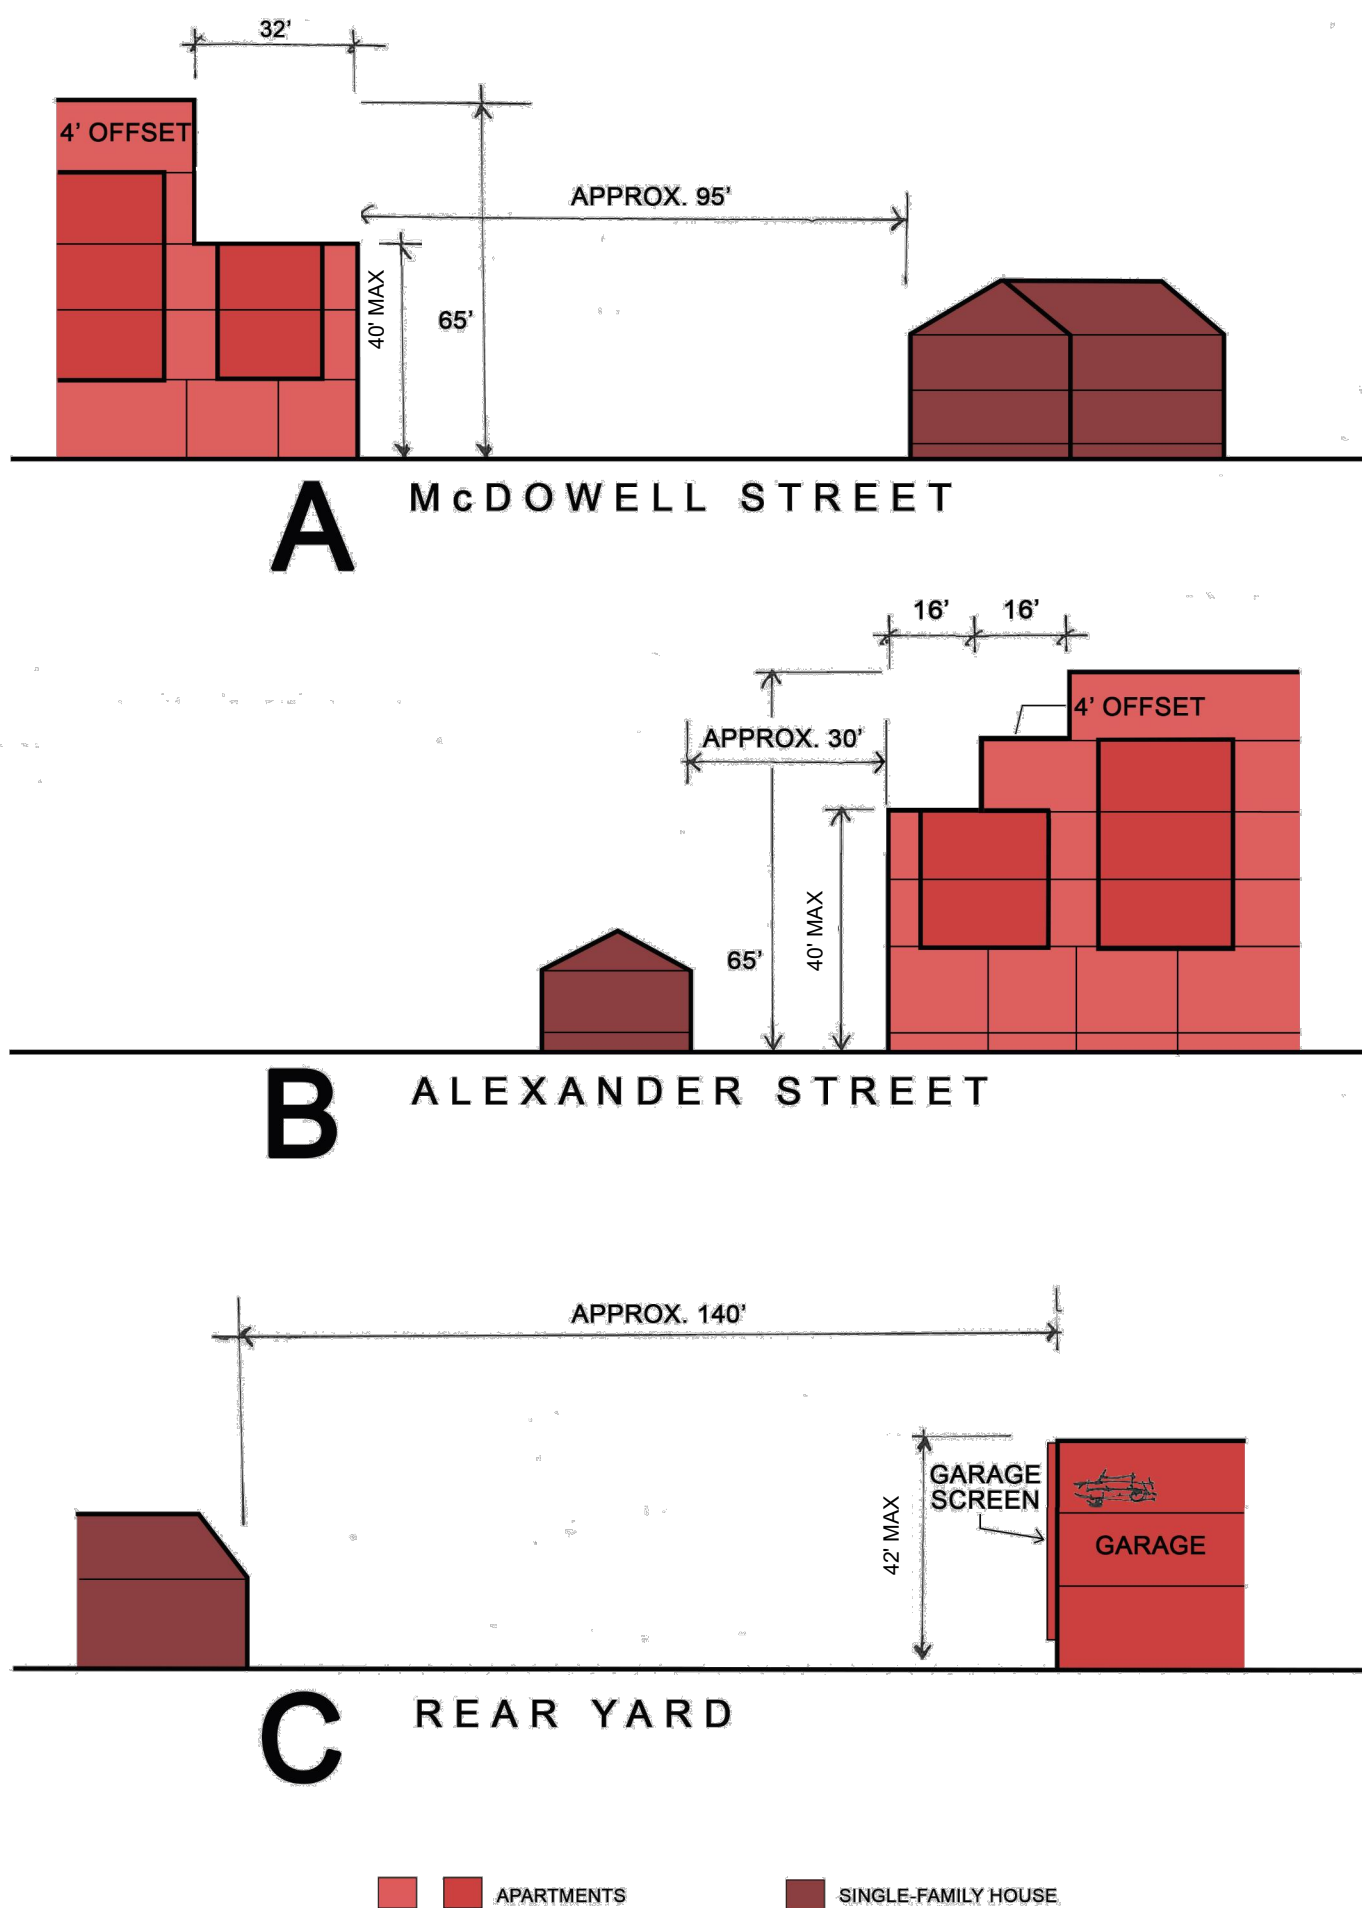 32’
4’ OFFSET
APPROX. 95’
40' MAX
65’
A McDOWELL STREET
16’ 16’
4’ OFFSET
APPROX. 30’
40' MAX
65’
B ALEXANDER STREET
APPROX. 140’
GARAGE
SCREEN
42' MAX
GARAGE
C REAR YARD
APARTMENTS SINGLE-FAMILY HOUSE